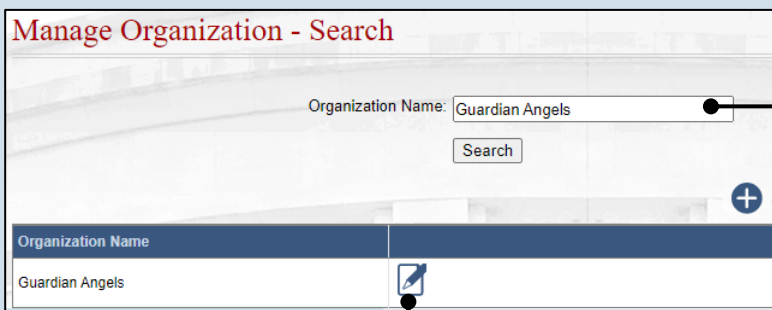 Manage Organization - Search
Organization Name: Guardian Angels
Search
Organization Name
Guardian Angels